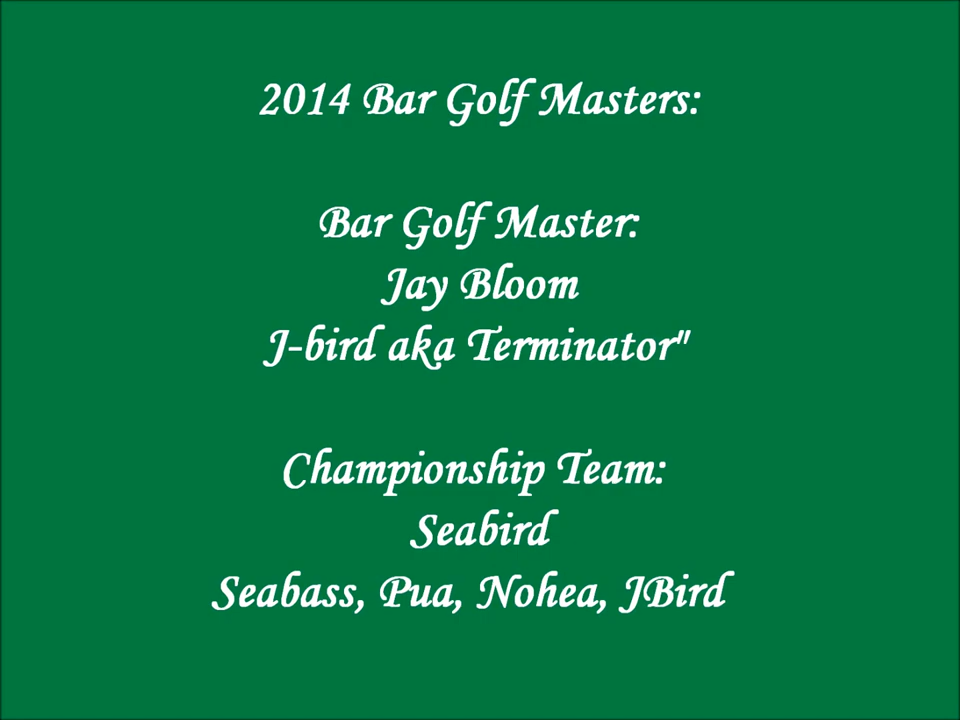 2014 Bar Golf Masters:
Bar Golf Master:
Jay Bloom
J-bird aka Terminator"
Championship Team:
Seabird
Seabass, Pua, Nohea, JBird